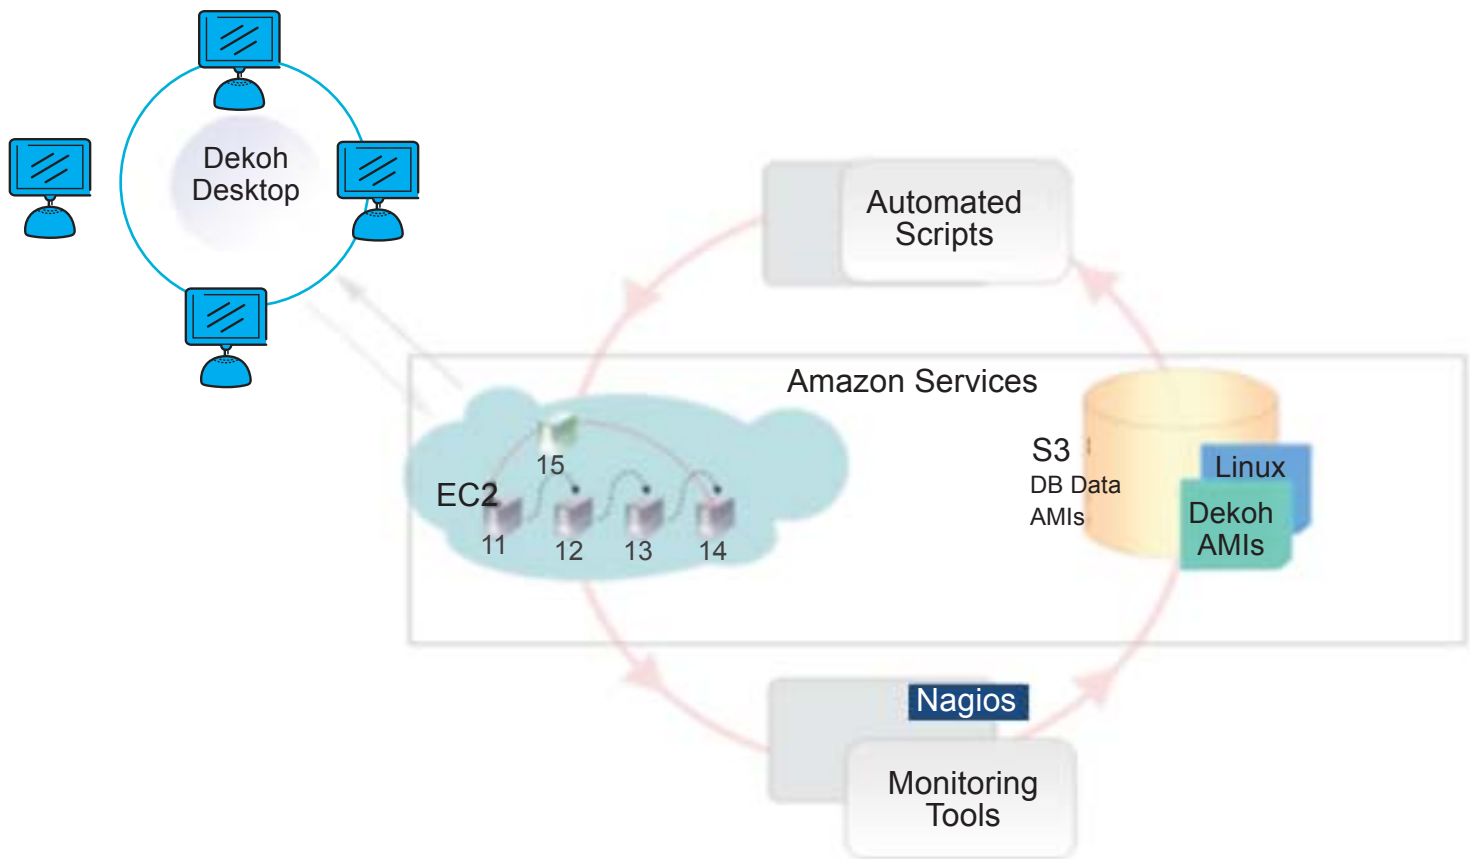 Dekoh
Desktop
Automated
Scripts
Amazon Services
EC2
15
11
12
13
14
S3
DB Data
AMIs
Linux
Dekoh
AMIs
Nagios
Monitoring
Tools